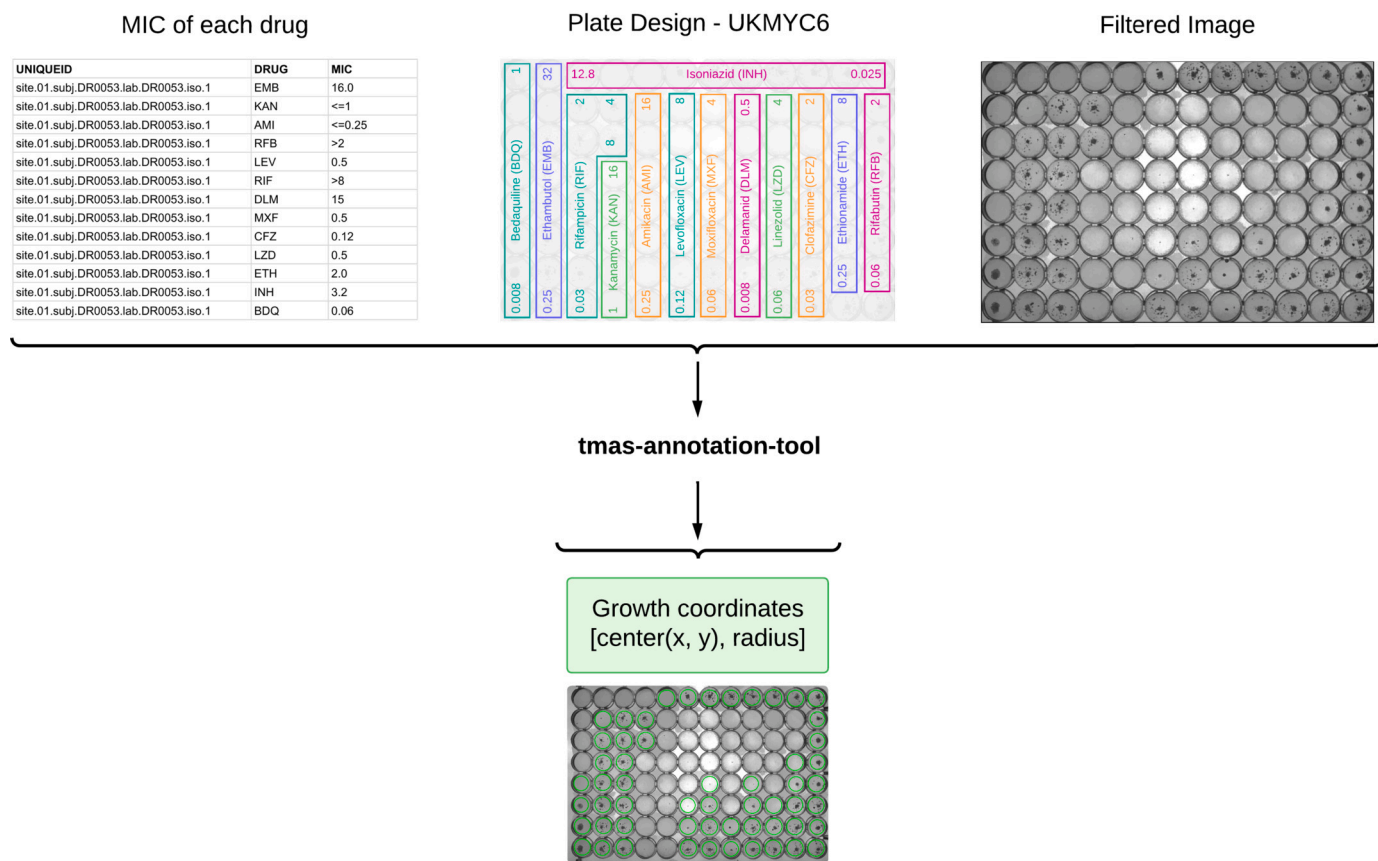 MIC of each drug
Plate Design - UKMYC6
Filtered Image
UNIQUEID DRUG MIC
site.01.subj.DR0053.lab.DR0053.iso.1 EMB 16.0
site.01.subj.DR0053.lab.DR0053.iso.1 KAN <=1
site.01.subj.DR0053.lab.DR0053.iso.1 AMI <=0.25
site.01.subj.DR0053.lab.DR0053.iso.1 RFB >2
site.01.subj.DR0053.lab.DR0053.iso.1 LEV 0.5
site.01.subj.DR0053.lab.DR0053.iso.1 RIF >8
site.01.subj.DR0053.lab.DR0053.iso.1 DLM 15
site.01.subj.DR0053.lab.DR0053.iso.1 MXF 0.5
site.01.subj.DR0053.lab.DR0053.iso.1 CFZ 0.12
site.01.subj.DR0053.lab.DR0053.iso.1 LZD 0.5
site.01.subj.DR0053.lab.DR0053.iso.1 ETH 2.0
site.01.subj.DR0053.lab.DR0053.iso.1 INH 3.2
site.01.subj.DR0053.lab.DR0053.iso.1 BDQ 0.06
0.008 Bedaquiline (BDQ) 1
0.25 Ethambutol (EMB) 32
12.8 Isoniazid (INH) 0.025
0.03 Rifampicin (RIF) 2
8 4
1 Kanamycin (KAN) 16
0.25 Amikacin (AMI) 16
0.12 Levofloxacin (LEV) 8
0.06 Moxifloxacin (MXF) 4
0.008 Delamanid (DLM) 0.5
0.06 Linezolid (LZD) 4
0.03 Clofazimine (CFZ) 2
0.25 Ethionamide (ETH) 8
0.06 Rifabutin (RFB) 2
tmas-annotation-tool
Growth coordinates
[center(x, y), radius]